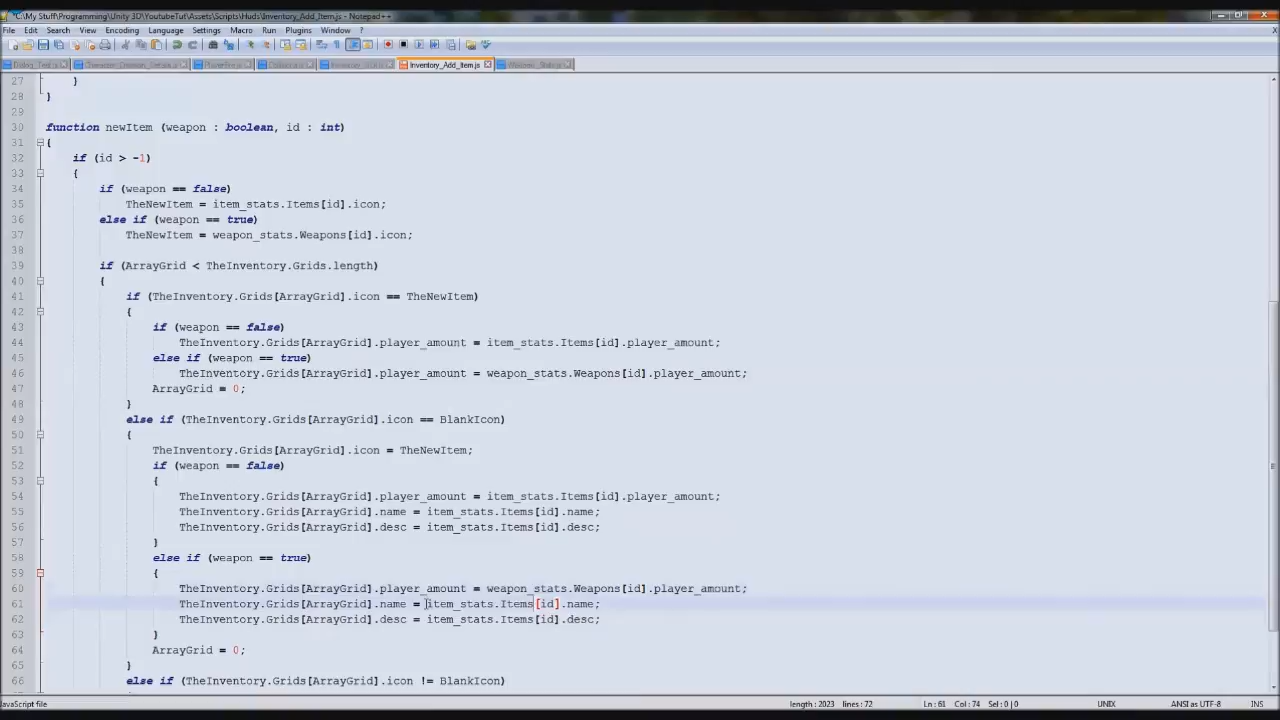 *C:\My Stuff\Programming\Unity 3D\YoutubeTut\Assets\Scripts\Huds\Inventory_Add_Item.js - Notepad++
File Edit Search View Encoding Language Settings Macro Run Plugins Window ? X
Inventory_Add_Item.js
27 }
28 }
29
30 function newItem (weapon : boolean, id : int)
31 {
32 if (id > -1)
33 {
34 if (weapon == false)
35 TheNewItem = item_stats.Items[id].icon;
36 else if (weapon == true)
37 TheNewItem = weapon_stats.Weapons[id].icon;
38
39 if (ArrayGrid < TheInventory.Grids.length)
40 {
41 if (TheInventory.Grids[ArrayGrid].icon == TheNewItem)
42 {
43 if (weapon == false)
44 TheInventory.Grids[ArrayGrid].player_amount = item_stats.Items[id].player_amount;
45 else if (weapon == true)
46 TheInventory.Grids[ArrayGrid].player_amount = weapon_stats.Weapons[id].player_amount;
47 ArrayGrid = 0;
48 }
49 else if (TheInventory.Grids[ArrayGrid].icon == BlankIcon)
50 {
51 TheInventory.Grids[ArrayGrid].icon = TheNewItem;
52 if (weapon == false)
53 {
54 TheInventory.Grids[ArrayGrid].player_amount = item_stats.Items[id].player_amount;
55 TheInventory.Grids[ArrayGrid].name = item_stats.Items[id].name;
56 TheInventory.Grids[ArrayGrid].desc = item_stats.Items[id].desc;
57 }
58 else if (weapon == true)
59 {
60 TheInventory.Grids[ArrayGrid].player_amount = weapon_stats.Weapons[id].player_amount;
61 TheInventory.Grids[ArrayGrid].name = item_stats.Items[id].name;
62 TheInventory.Grids[ArrayGrid].desc = item_stats.Items[id].desc;
63 }
64 ArrayGrid = 0;
65 }
66 else if (TheInventory.Grids[ArrayGrid].icon != BlankIcon)
JavaScript file length : 2023 lines : 72 Ln : 61 Col : 74 Sel : 0 | 0 UNIX ANSI as UTF-8 INS